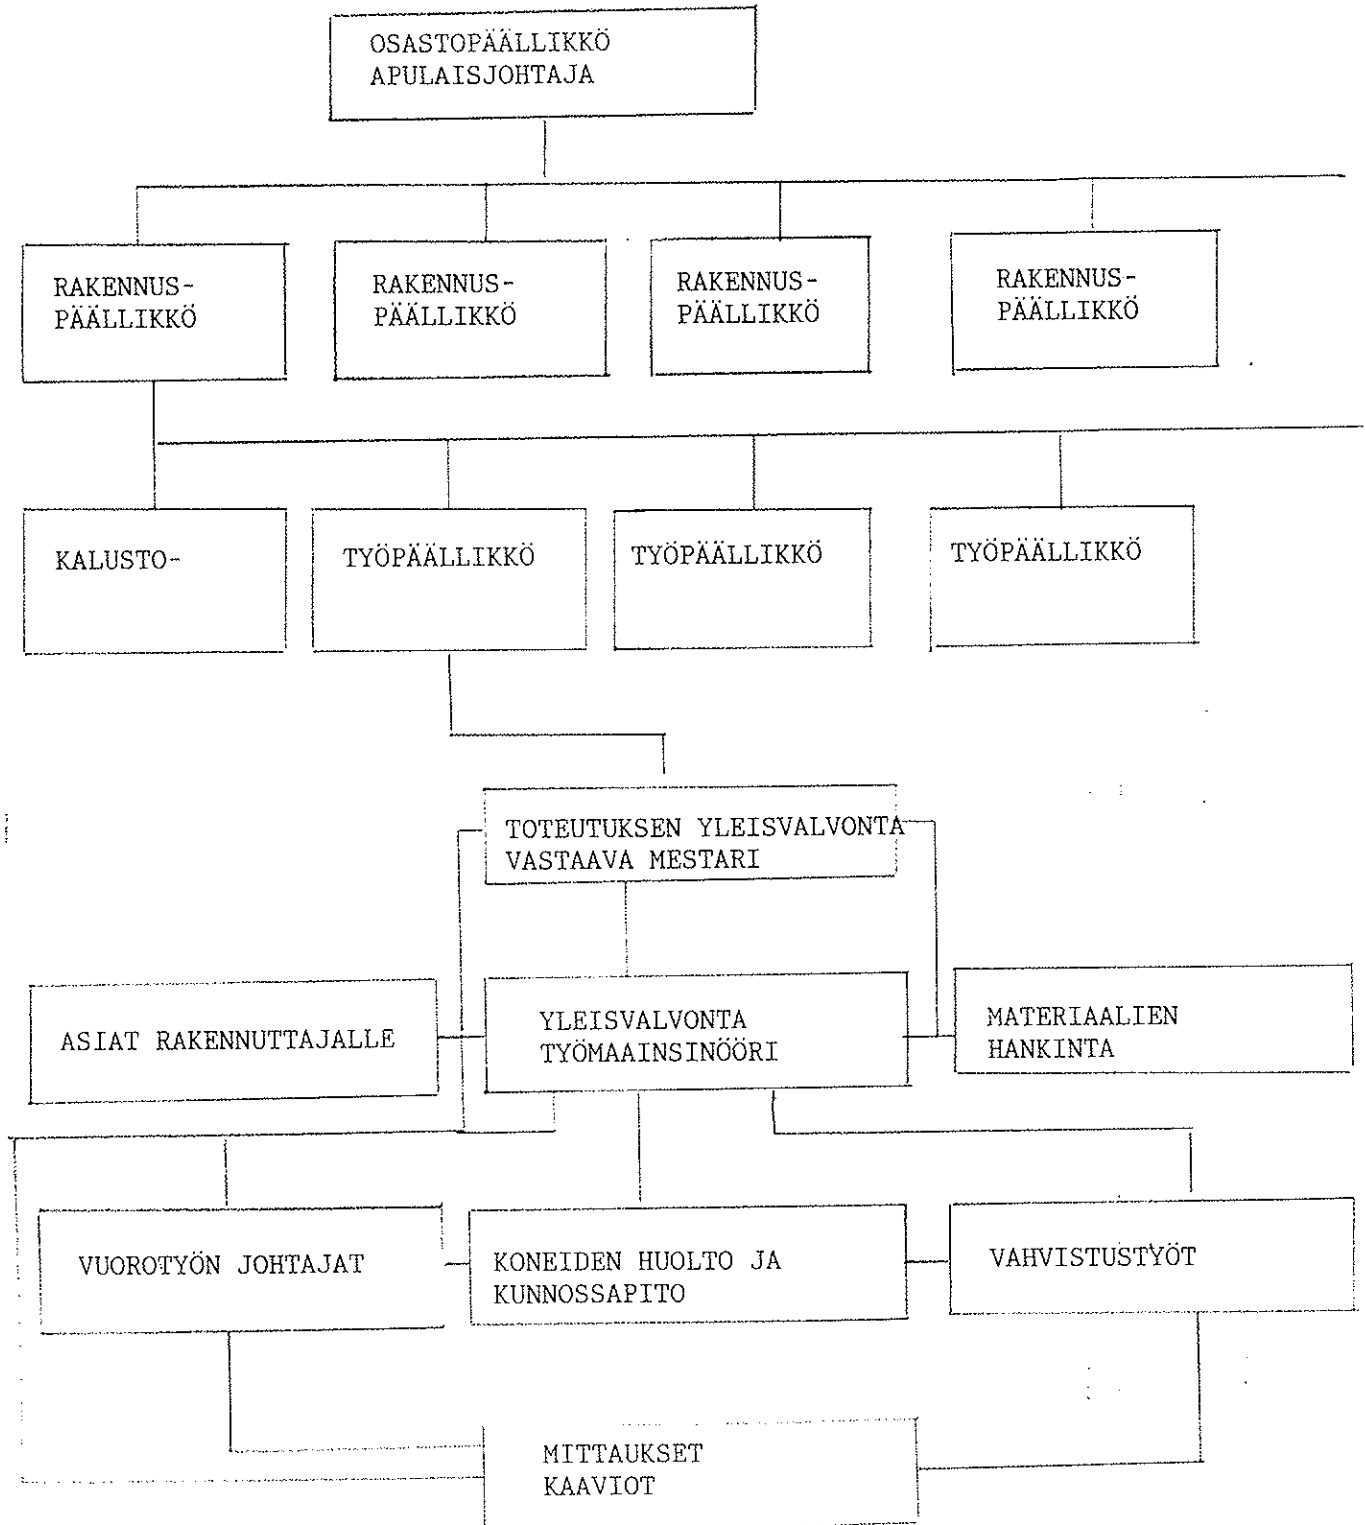 OSASTOPÄÄLLIKKÖ
APULAISJOHTAJA
RAKENNUS-
PÄÄLLIKKÖ
RAKENNUS-
PÄÄLLIKKÖ
RAKENNUS-
PÄÄLLIKKÖ
RAKENNUS-
PÄÄLLIKKÖ
KALUSTO-
TYÖPÄÄLLIKKÖ
TYÖPÄÄLLIKKÖ
TYÖPÄÄLLIKKÖ
TOTEUTUKSEN YLEISVALVONTA
VASTAAVA MESTARI
ASIAT RAKENNUTTAJALLE
YLEISVALVONTA
TYÖMAAINSINÖÖRI
MATERIAALIEN
HANKINTA
VUOROTYÖN JOHTAJAT
KONEIDEN HUOLTO JA
KUNNOSSAPITO
VAHVISTUSTYÖT
MITTAUKSET
KAAVIOT